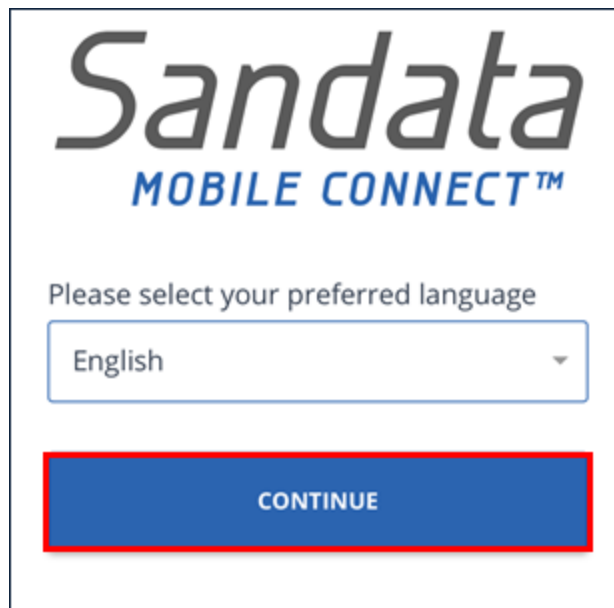 Sandata
MOBILE CONNECT™
Please select your preferred language
English
CONTINUE